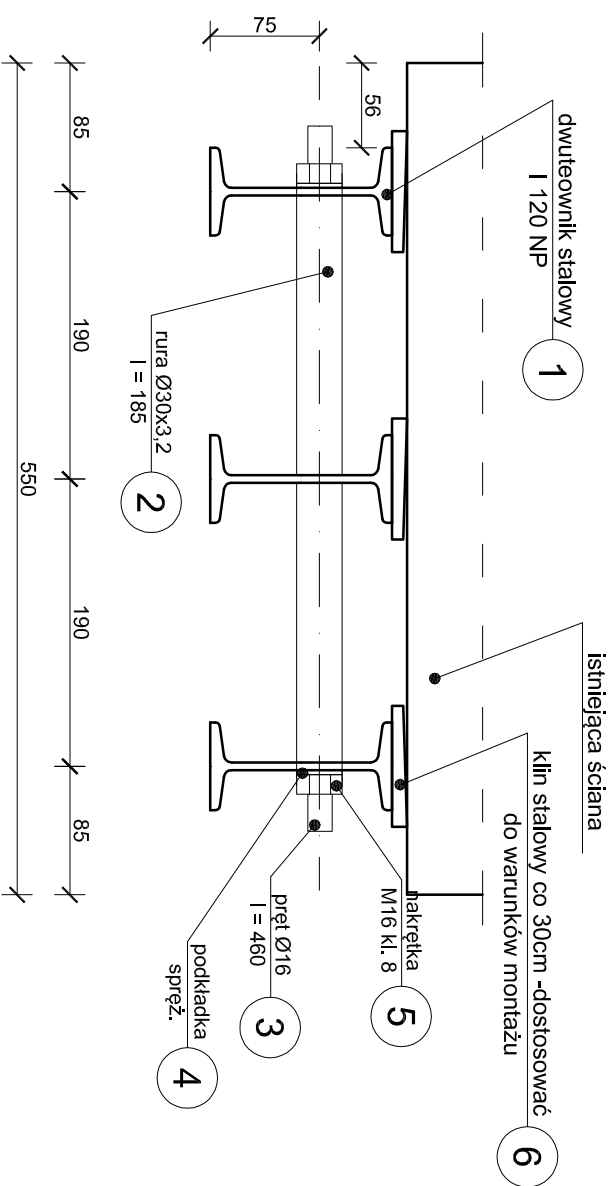 istniejąca ściana
klin stalowy co 30cm -dostosować
do warunków montażu
6
dwuteownik stalowy
I 120 NP
1
56
75
nakrętka
M16 kl. 8
5
pręt Ø16
l = 460
3
podkładka
spręż.
4
rura Ø30x3,2
l = 185
2
85
190
190
85
550